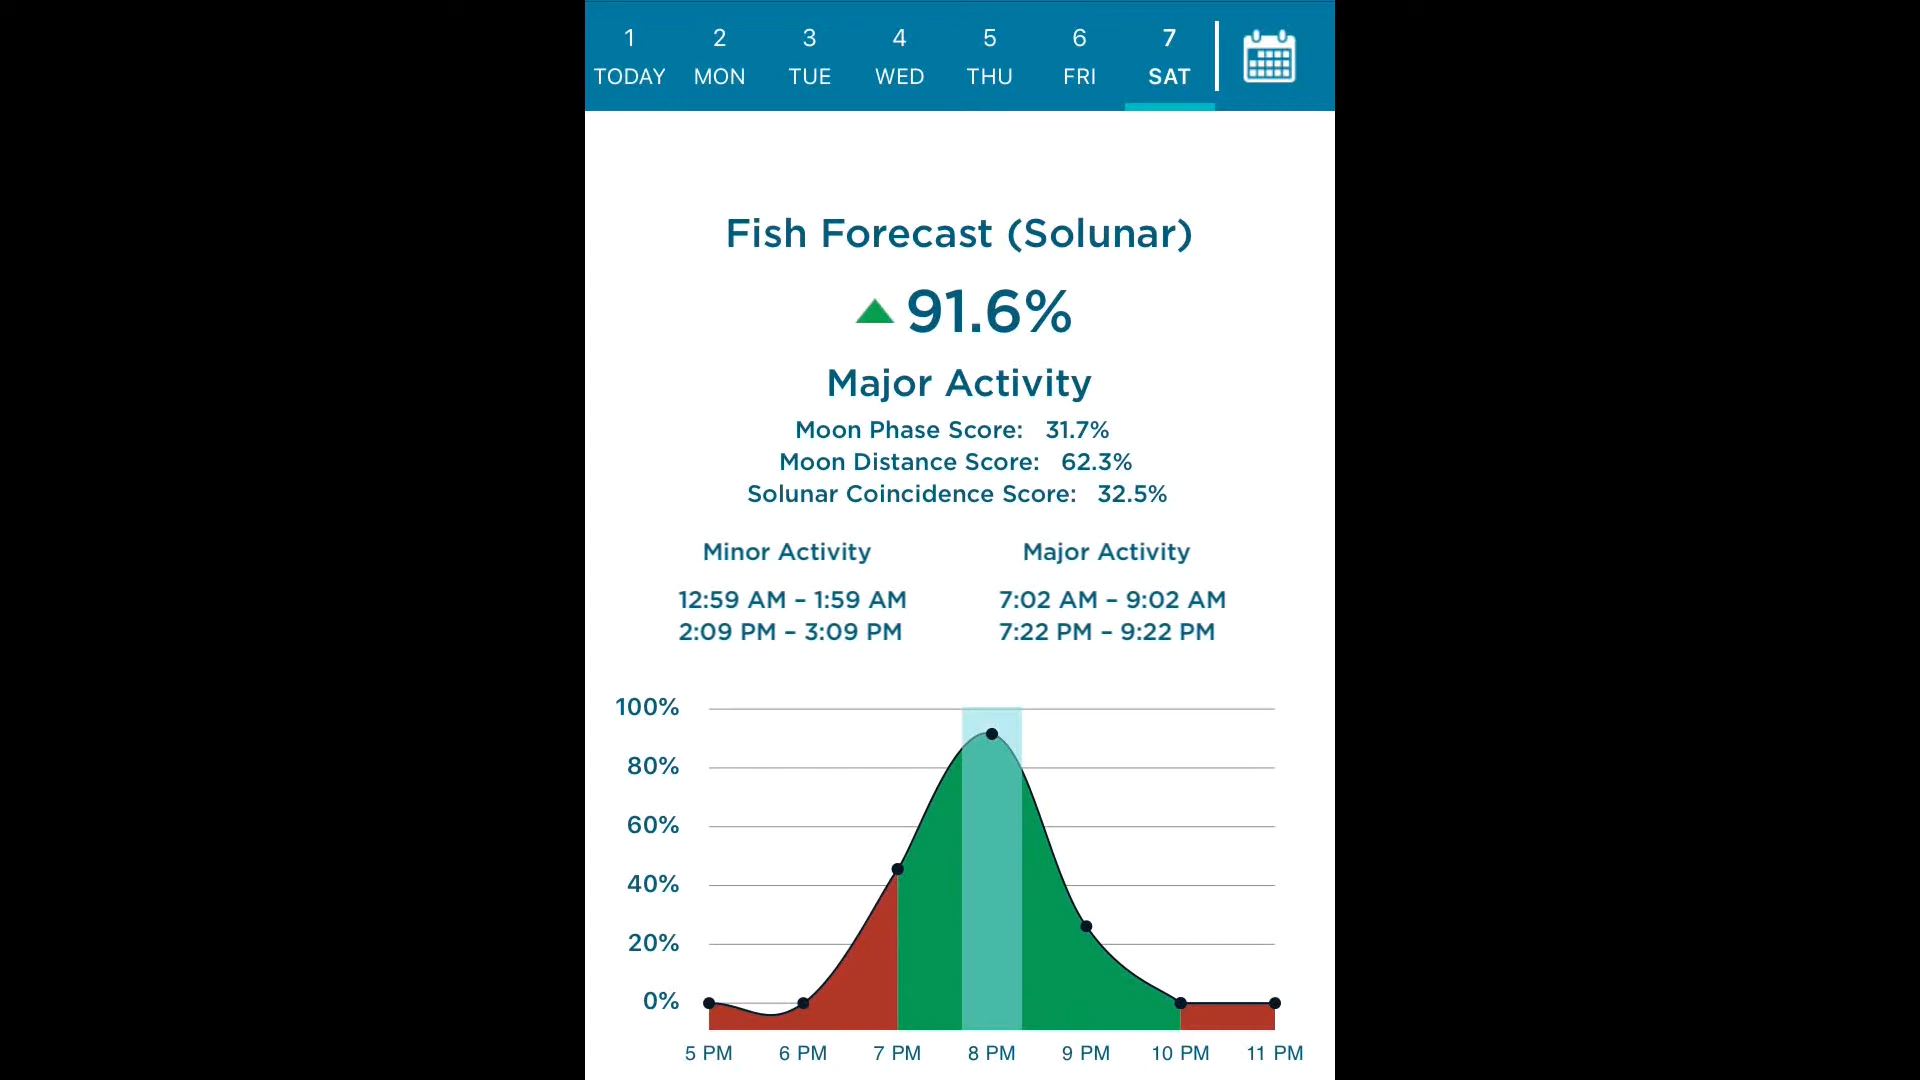 1 2 3 4 5 6 7
TODAY MON TUE WED THU FRI SAT
Fish Forecast (Solunar)
91.6%
Major Activity
Moon Phase Score: 31.7%
Moon Distance Score: 62.3%
Solunar Coincidence Score: 32.5%
Minor Activity Major Activity
12:59 AM – 1:59 AM 7:02 AM – 9:02 AM
2:09 PM – 3:09 PM 7:22 PM – 9:22 PM
100%
80%
60%
40%
20%
0%
5 PM 6 PM 7 PM 8 PM 9 PM 10 PM 11 PM